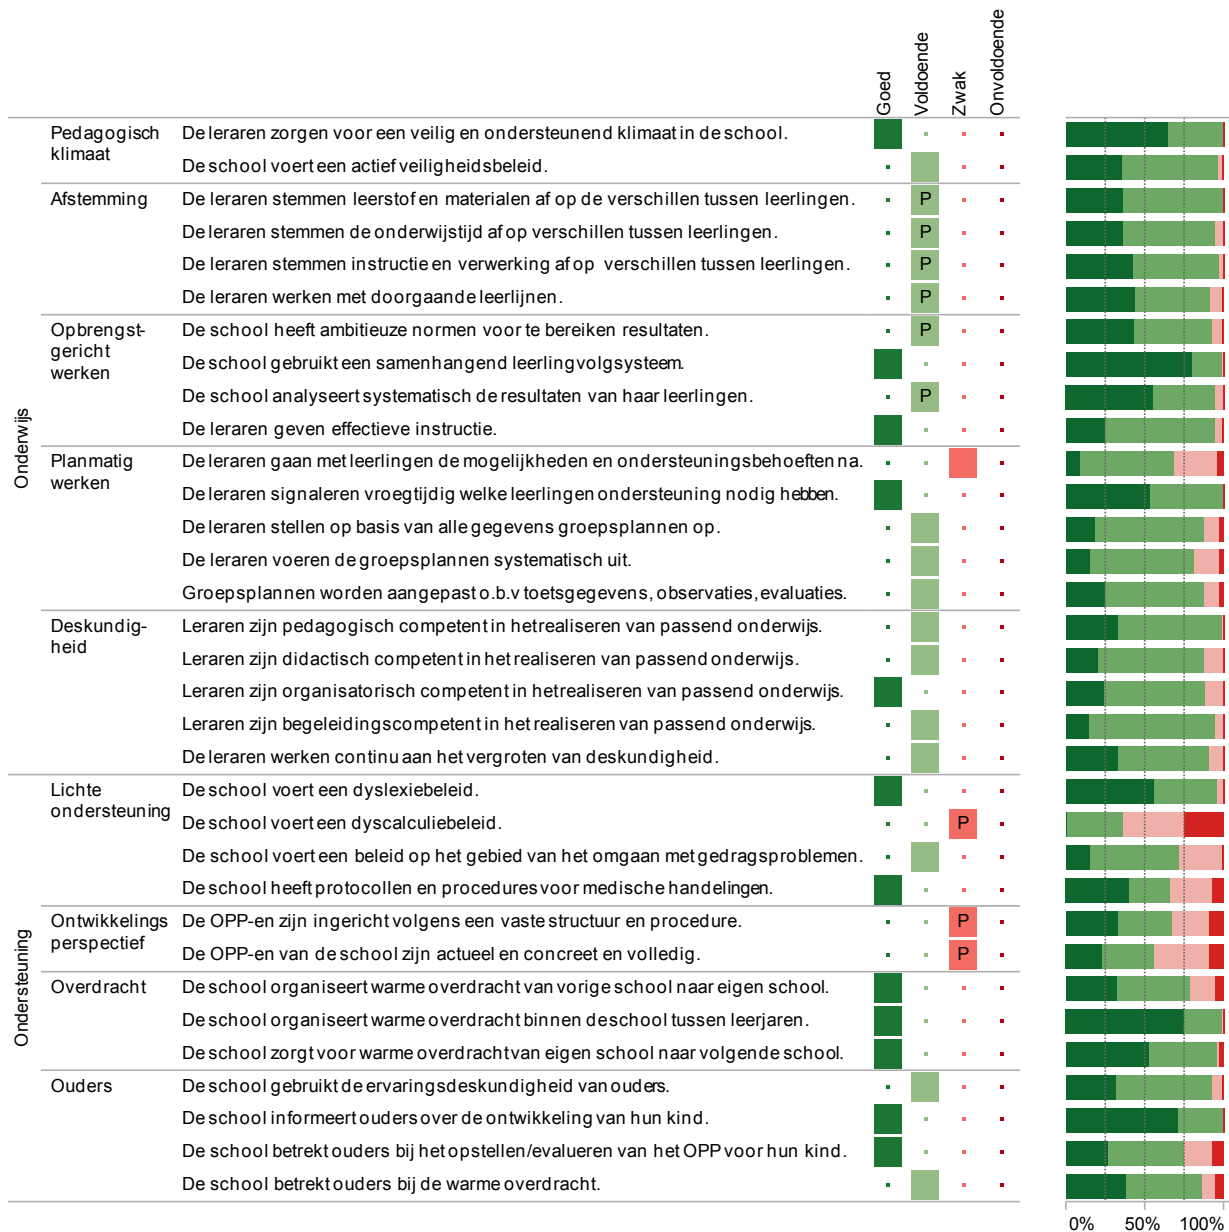 Goed
Voldoende
Zwak
Onvoldoende
Onderwijs
Pedagogisch klimaat
De leraren zorgen voor een veilig en ondersteunend klimaat in de school.
De school voert een actief veiligheidsbeleid.
Afstemming
De leraren stemmen leerstof en materialen af op de verschillen tussen leerlingen.
P
De leraren stemmen de onderwijstijd af op verschillen tussen leerlingen.
P
De leraren stemmen instructie en verwerking af op verschillen tussen leerlingen.
P
De leraren werken met doorgaande leerlijnen.
P
Opbrengst-
gericht
werken
De school heeft ambitieuze normen voor te bereiken resultaten.
P
De school gebruikt een samenhangend leerlingvolgsysteem.
De school analyseert systematisch de resultaten van haar leerlingen.
P
De leraren geven effectieve instructie.
Planmatig
werken
De leraren gaan met leerlingen de mogelijkheden en ondersteuningsbehoeften na.
De leraren signaleren vroegtijdig welke leerlingen ondersteuning nodig hebben.
De leraren stellen op basis van alle gegevens groepsplannen op.
De leraren voeren de groepsplannen systematisch uit.
Groepsplannen worden aangepast o.b.v toetsgegevens, observaties, evaluaties.
Deskundig-
heid
Leraren zijn pedagogisch competent in het realiseren van passend onderwijs.
Leraren zijn didactisch competent in het realiseren van passend onderwijs.
Leraren zijn organisatorisch competent in het realiseren van passend onderwijs.
Leraren zijn begeleidingscompetent in het realiseren van passend onderwijs.
De leraren werken continu aan het vergroten van deskundigheid.
Ondersteuning
Lichte
ondersteuning
De school voert een dyslexiebeleid.
De school voert een dyscalculiebeleid.
P
De school voert een beleid op het gebied van het omgaan met gedragsproblemen.
De school heeft protocollen en procedures voor medische handelingen.
Ontwikkelings
perspectief
De OPP-en zijn ingericht volgens een vaste structuur en procedure.
P
De OPP-en van de school zijn actueel en concreet en volledig.
P
Overdracht
De school organiseert warme overdracht van vorige school naar eigen school.
De school organiseert warme overdracht binnen de school tussen leerjaren.
De school zorgt voor warme overdracht van eigen school naar volgende school.
Ouders
De school gebruikt de ervaringsdeskundigheid van ouders.
De school informeert ouders over de ontwikkeling van hun kind.
De school betrekt ouders bij het opstellen/evalueren van het OPP voor hun kind.
De school betrekt ouders bij de warme overdracht.
0% 50% 100%